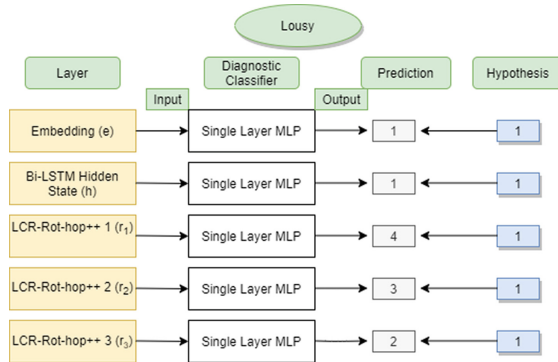 Lousy
Layer
Diagnostic
Classifier
Prediction
Hypothesis
Input
Output
Embedding (e)
Single Layer MLP
1
1
Bi-LSTM Hidden
State (h)
Single Layer MLP
1
1
LCR-Rot-hop++ 1 (r₁)
Single Layer MLP
4
1
LCR-Rot-hop++ 2 (r₂)
Single Layer MLP
3
1
LCR-Rot-hop++ 3 (r₃)
Single Layer MLP
2
1